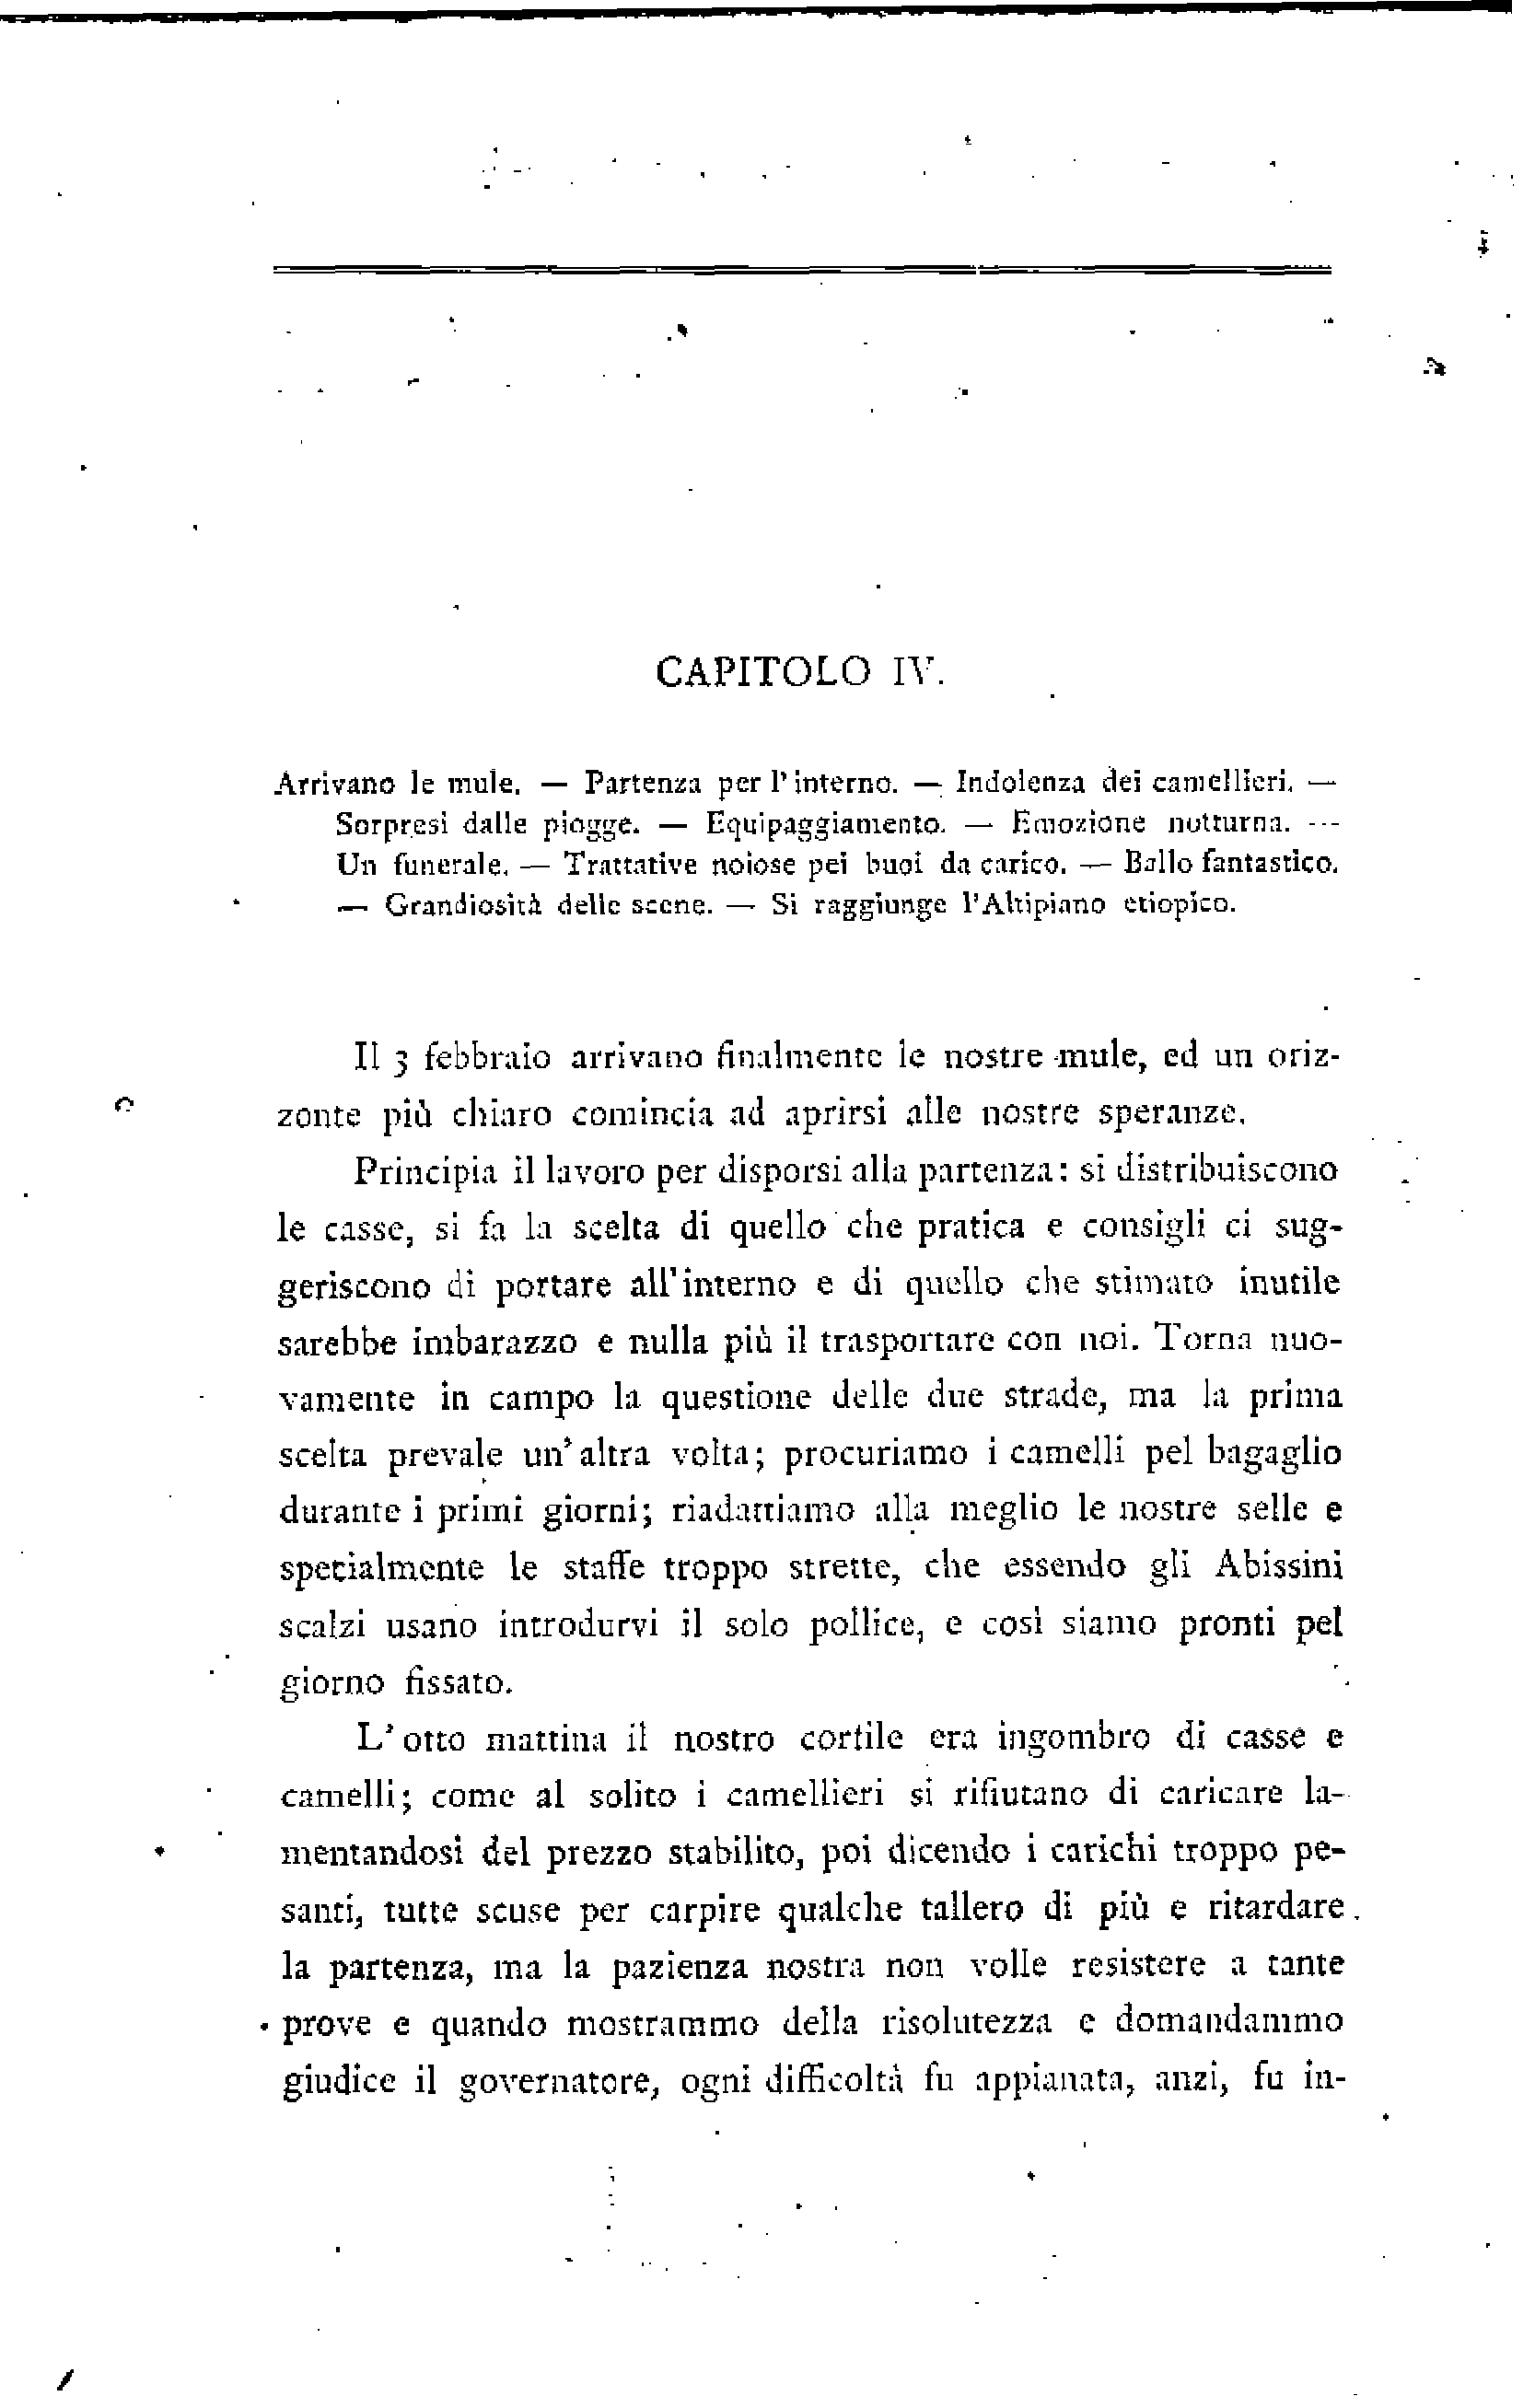 CAPITOLO IV.
Arrivano le mule. — Partenza per l'interno. — Indolenza dei camellieri. —
Sorpresi dalle piogge. — Equipaggiamento. — Emozione notturna. —
Un funerale. — Trattative noiose pei buoi da carico. — Ballo fantastico.
— Grandiosità delle scene. — Si raggiunge l'Altipiano etiopico.
Il 3 febbraio arrivano finalmente le nostre mule, ed un oriz-
zonte più chiaro comincia ad aprirsi alle nostre speranze.
Principia il lavoro per disporsi alla partenza: si distribuiscono
le casse, si fa la scelta di quello che pratica e consigli ci sug-
geriscono di portare all'interno e di quello che stimato inutile
sarebbe imbarazzo e nulla più il trasportare con noi. Torna nuo-
vamente in campo la questione delle due strade, ma la prima
scelta prevale un'altra volta; procuriamo i camelli pel bagaglio
durante i primi giorni; riadattiamo alla meglio le nostre selle e
specialmente le staffe troppo strette, che essendo gli Abissini
scalzi usano introdurvi il solo pollice, e così siamo pronti pel
giorno fissato.
L'otto mattina il nostro cortile era ingombro di casse e
camelli; come al solito i camellieri si rifiutano di caricare la-
mentandosi del prezzo stabilito, poi dicendo i carichi troppo pe-
santi, tutte scuse per carpire qualche tallero di più e ritardare
la partenza, ma la pazienza nostra non volle resistere a tante
prove e quando mostrammo della risolutezza e domandammo
giudice il governatore, ogni difficoltà fu appianata, anzi, fu in-